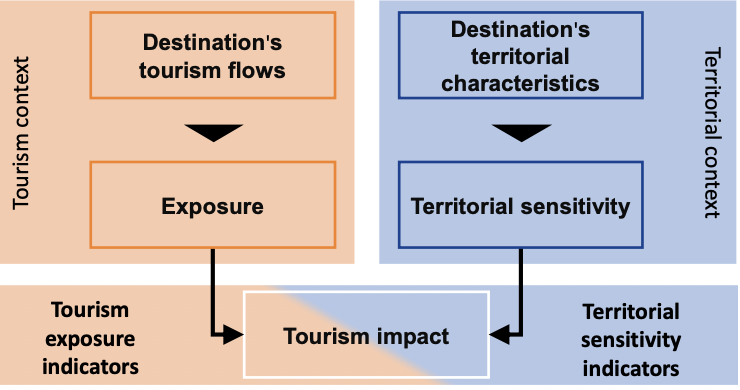 Tourism context
Destination's
tourism flows
Exposure
Destination's
territorial
characteristics
Territorial sensitivity
Territorial context
Tourism
exposure
indicators
Tourism impact
Territorial
sensitivity
indicators